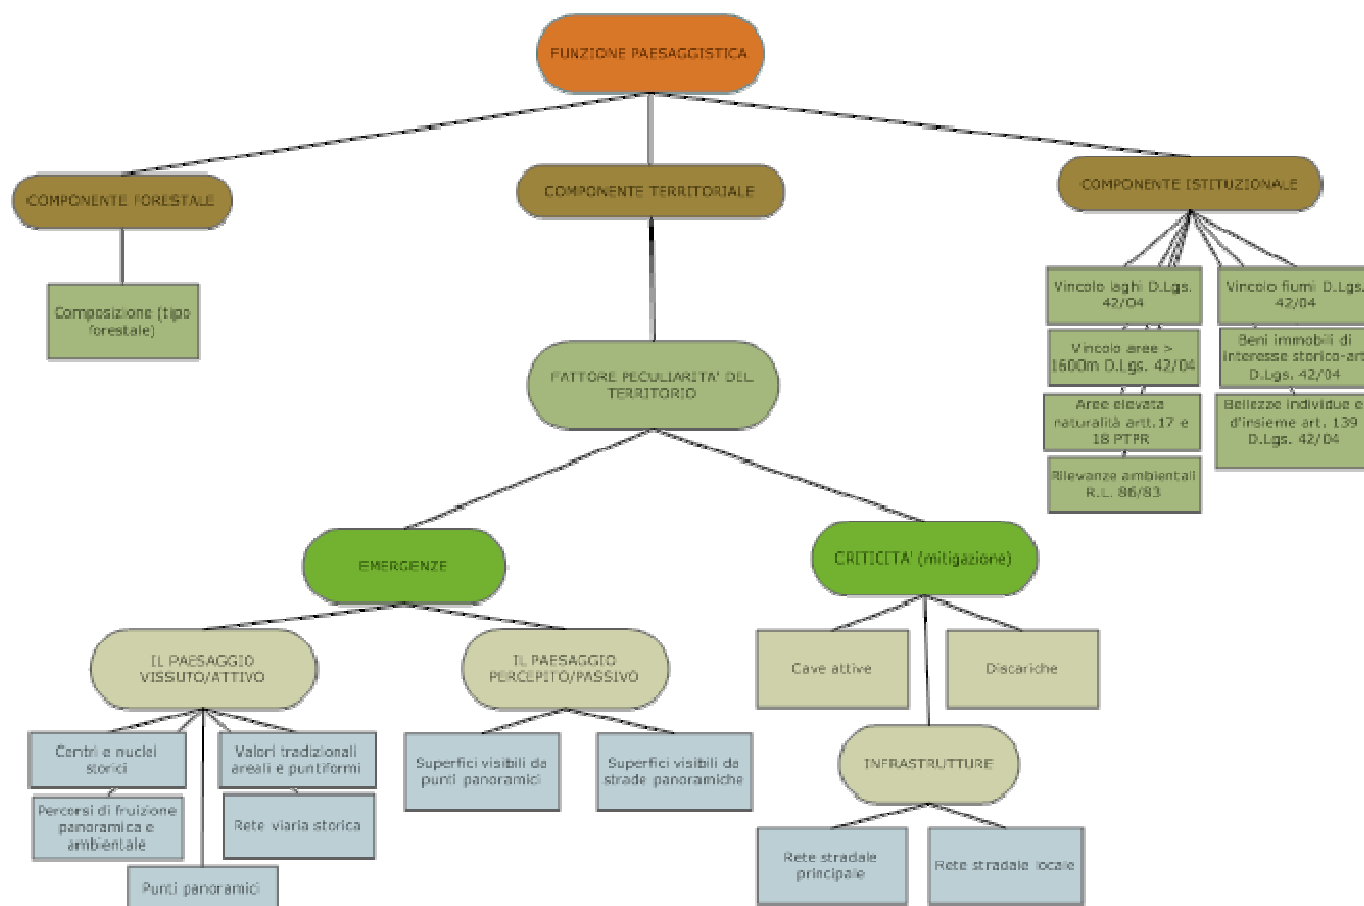 FUNZIONE PAESAGGISTICA
COMPONENTE FORESTALE
COMPONENTE TERRITORIALE
COMPONENTE ISTITUZIONALE
Composizione (tipo
forestale)
Vincolo laghi D.Lgs.
42/04
Vincolo fiumi D.Lgs.
42/04
Vincolo aree >
1600m D.Lgs. 42/04
Beni immobili di
interesse storico-art
D.Lgs. 42/04
Aree elevata
naturalità artt.17 e
18 PTPR
Bellezze individue e
d'insieme art. 139
D.Lgs. 42/04
Rilevanze ambientali
R.L. 86/83
FATTORE PECULIARITA' DEL
TERRITORIO
EMERGENZE
CRITICITA' (mitigazione)
IL PAESAGGIO
VISSUTO/ATTIVO
IL PAESAGGIO
PERCEPITO/PASSIVO
Cave attive
Discariche
Centri e nuclei
storici
Valori tradizionali
areali e puntiformi
Superfici visibili da
punti panoramici
Superfici visibili da
strade panoramiche
INFRASTRUTTURE
Percorsi di fruizione
panoramica e
ambientale
Rete viaria storica
Punti panoramici
Rete stradale
principale
Rete stradale locale